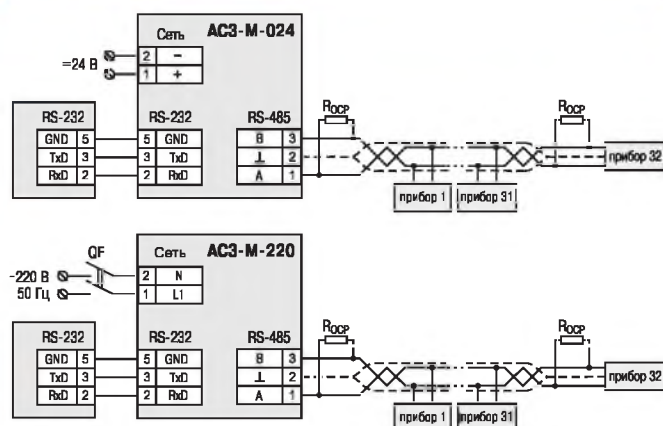 Сеть АС3-М-024
=24 В
2 –
1 +
RS-232 RS-232 RS-485
GND 5 5 GND B 3
TxD 3 3 TxD ⊥ 2
RxD 2 2 RxD A 1
Rоср Rоср
прибор 1 прибор 31 прибор 32
QF
Сеть АС3-М-220
~220 В
50 Гц
2 N
1 L1
RS-232 RS-232 RS-485
GND 5 5 GND B 3
TxD 3 3 TxD ⊥ 2
RxD 2 2 RxD A 1
Rоср Rоср
прибор 1 прибор 31 прибор 32